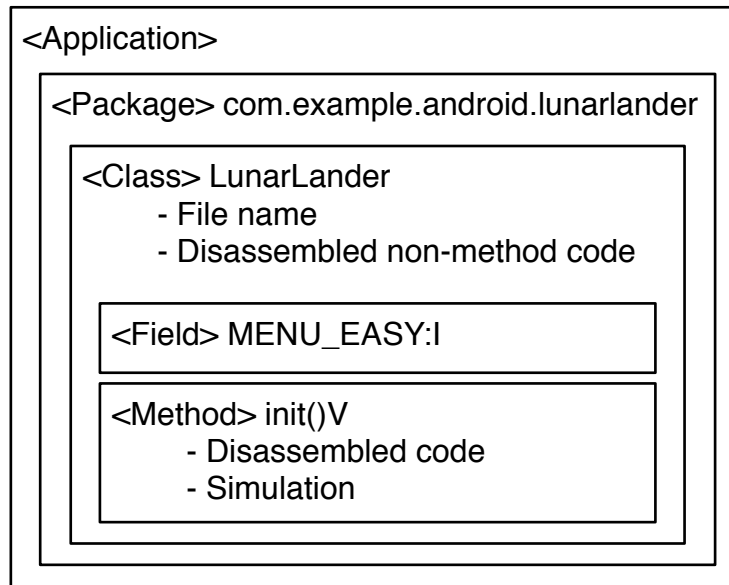 <Application>
<Package> com.example.android.lunarlander
<Class> LunarLander
- File name
- Disassembled non-method code
<Field> MENU_EASY:I
<Method> init()V
- Disassembled code
- Simulation